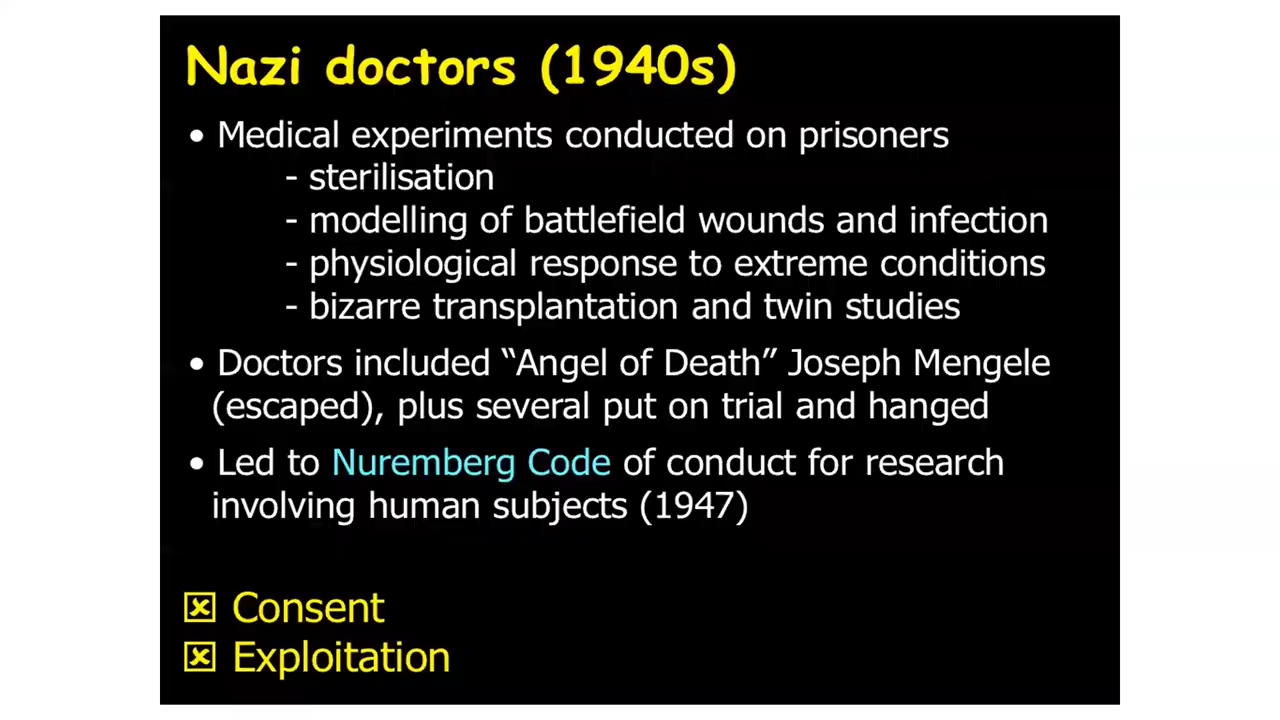 Nazi doctors (1940s)
• Medical experiments conducted on prisoners
- sterilisation
- modelling of battlefield wounds and infection
- physiological response to extreme conditions
- bizarre transplantation and twin studies
• Doctors included “Angel of Death” Joseph Mengele
(escaped), plus several put on trial and hanged
• Led to Nuremberg Code of conduct for research
involving human subjects (1947)
☒ Consent
☒ Exploitation